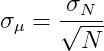 σ_μ = σ_N / √N